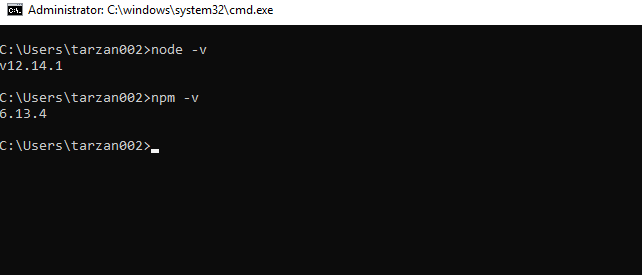 Administrator: C:\windows\system32\cmd.exe
C:\Users\tarzan002>node -v
v12.14.1
C:\Users\tarzan002>npm -v
6.13.4
C:\Users\tarzan002>